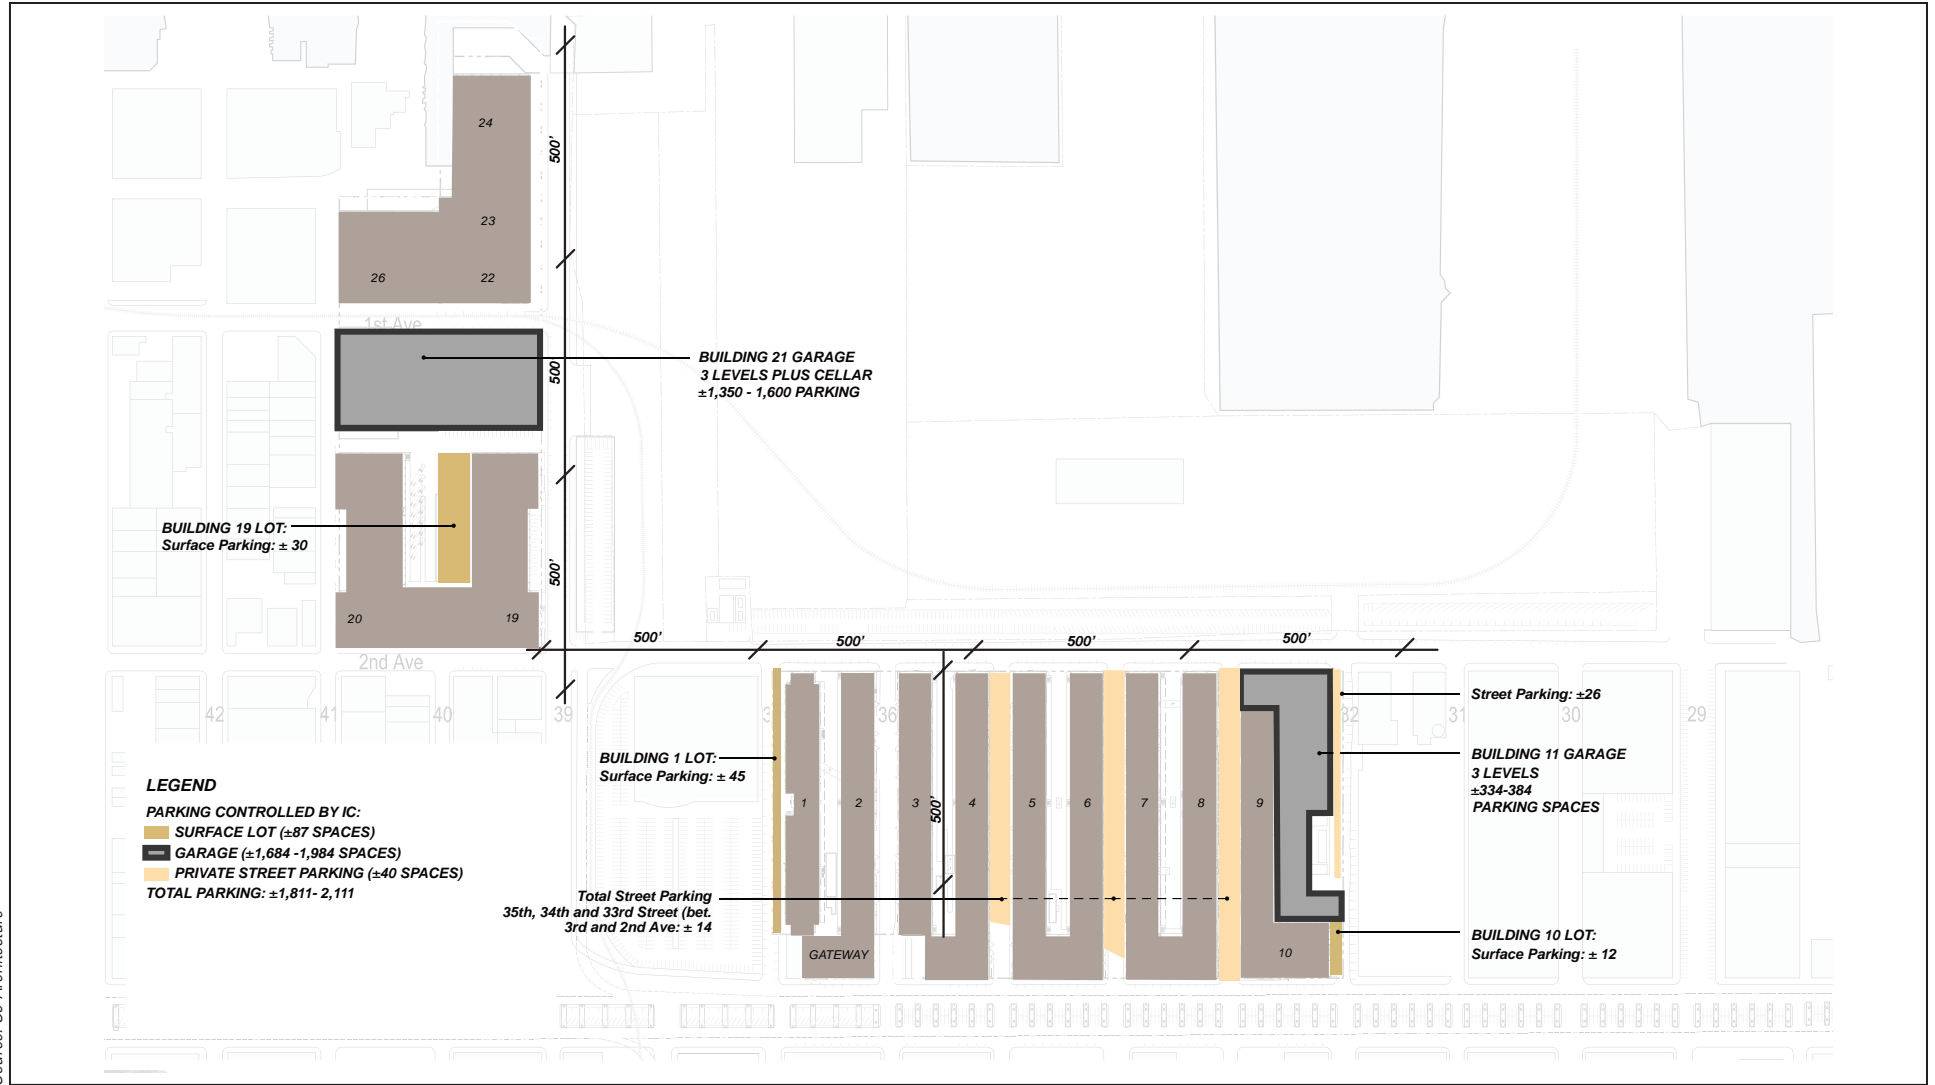 24
500'
23
26
22
1st Ave
BUILDING 21 GARAGE
3 LEVELS PLUS CELLAR
±1,350 - 1,600 PARKING
500'
BUILDING 19 LOT:
Surface Parking: ± 30
500'
20
19
2nd Ave
500'
500'
500'
500'
42
41
40
39
36
32
31
30
29
Street Parking: ±26
BUILDING 1 LOT:
Surface Parking: ± 45
BUILDING 11 GARAGE
3 LEVELS
±334-384
PARKING SPACES
1
2
3
4
5
6
7
8
9
500'
LEGEND
PARKING CONTROLLED BY IC:
SURFACE LOT (±87 SPACES)
GARAGE (±1,684 -1,984 SPACES)
PRIVATE STREET PARKING (±40 SPACES)
TOTAL PARKING: ±1,811- 2,111
Total Street Parking
35th, 34th and 33rd Street (bet.
3rd and 2nd Ave: ± 14
GATEWAY
10
BUILDING 10 LOT:
Surface Parking: ± 12